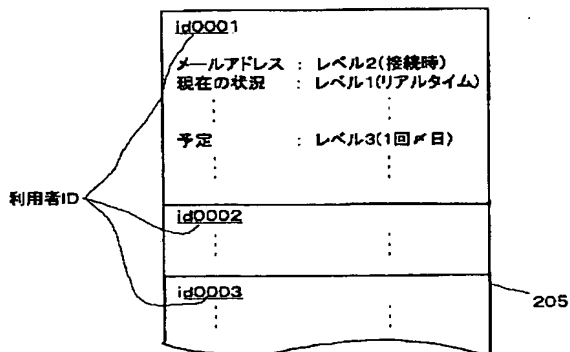 id0001
メールアドレス : レベル2(接続時)
現在の状況 : レベル1(リアルタイム)
予定 : レベル3(1回〆日)
利用者ID
id0002
id0003
205